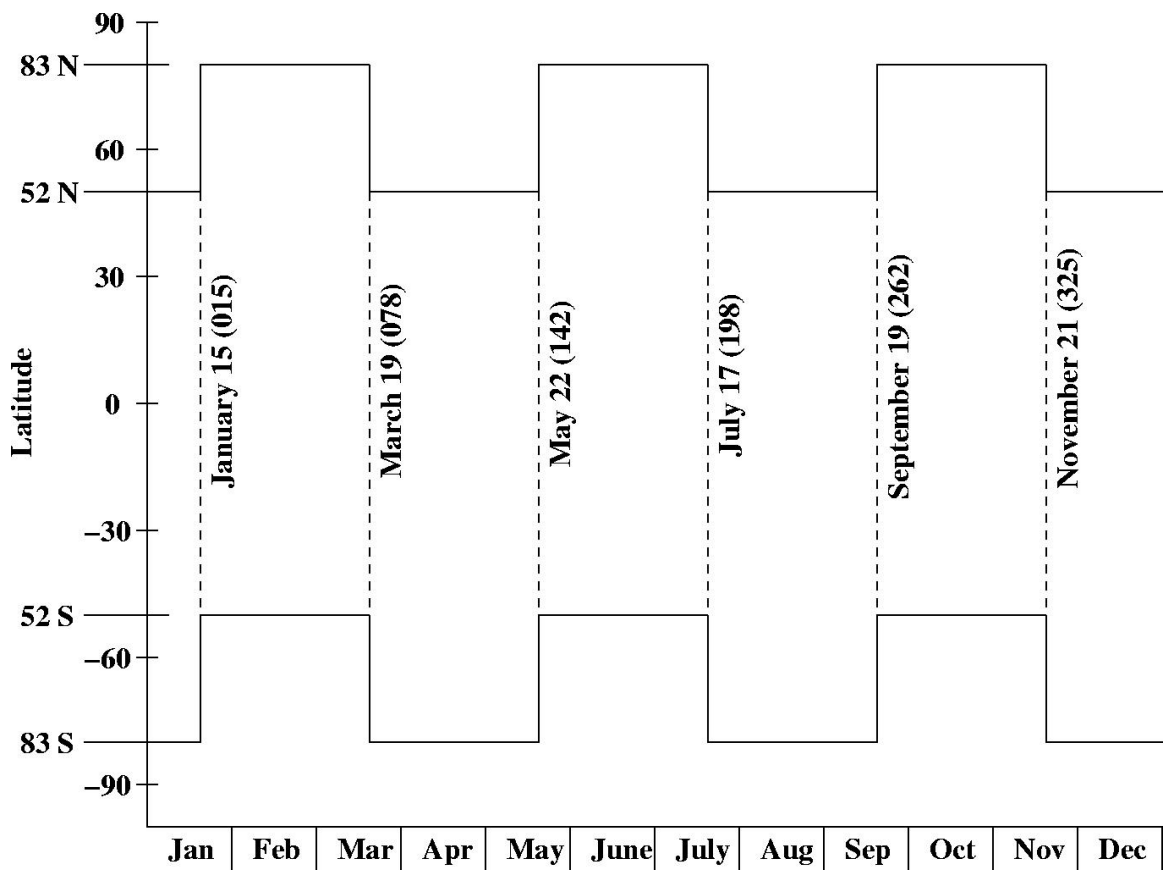 90
83 N
60
52 N
30
0
−30
52 S
−60
83 S
−90
Latitude
January 15 (015)
March 19 (078)
May 22 (142)
July 17 (198)
September 19 (262)
November 21 (325)
Jan Feb Mar Apr May June July Aug Sep Oct Nov Dec